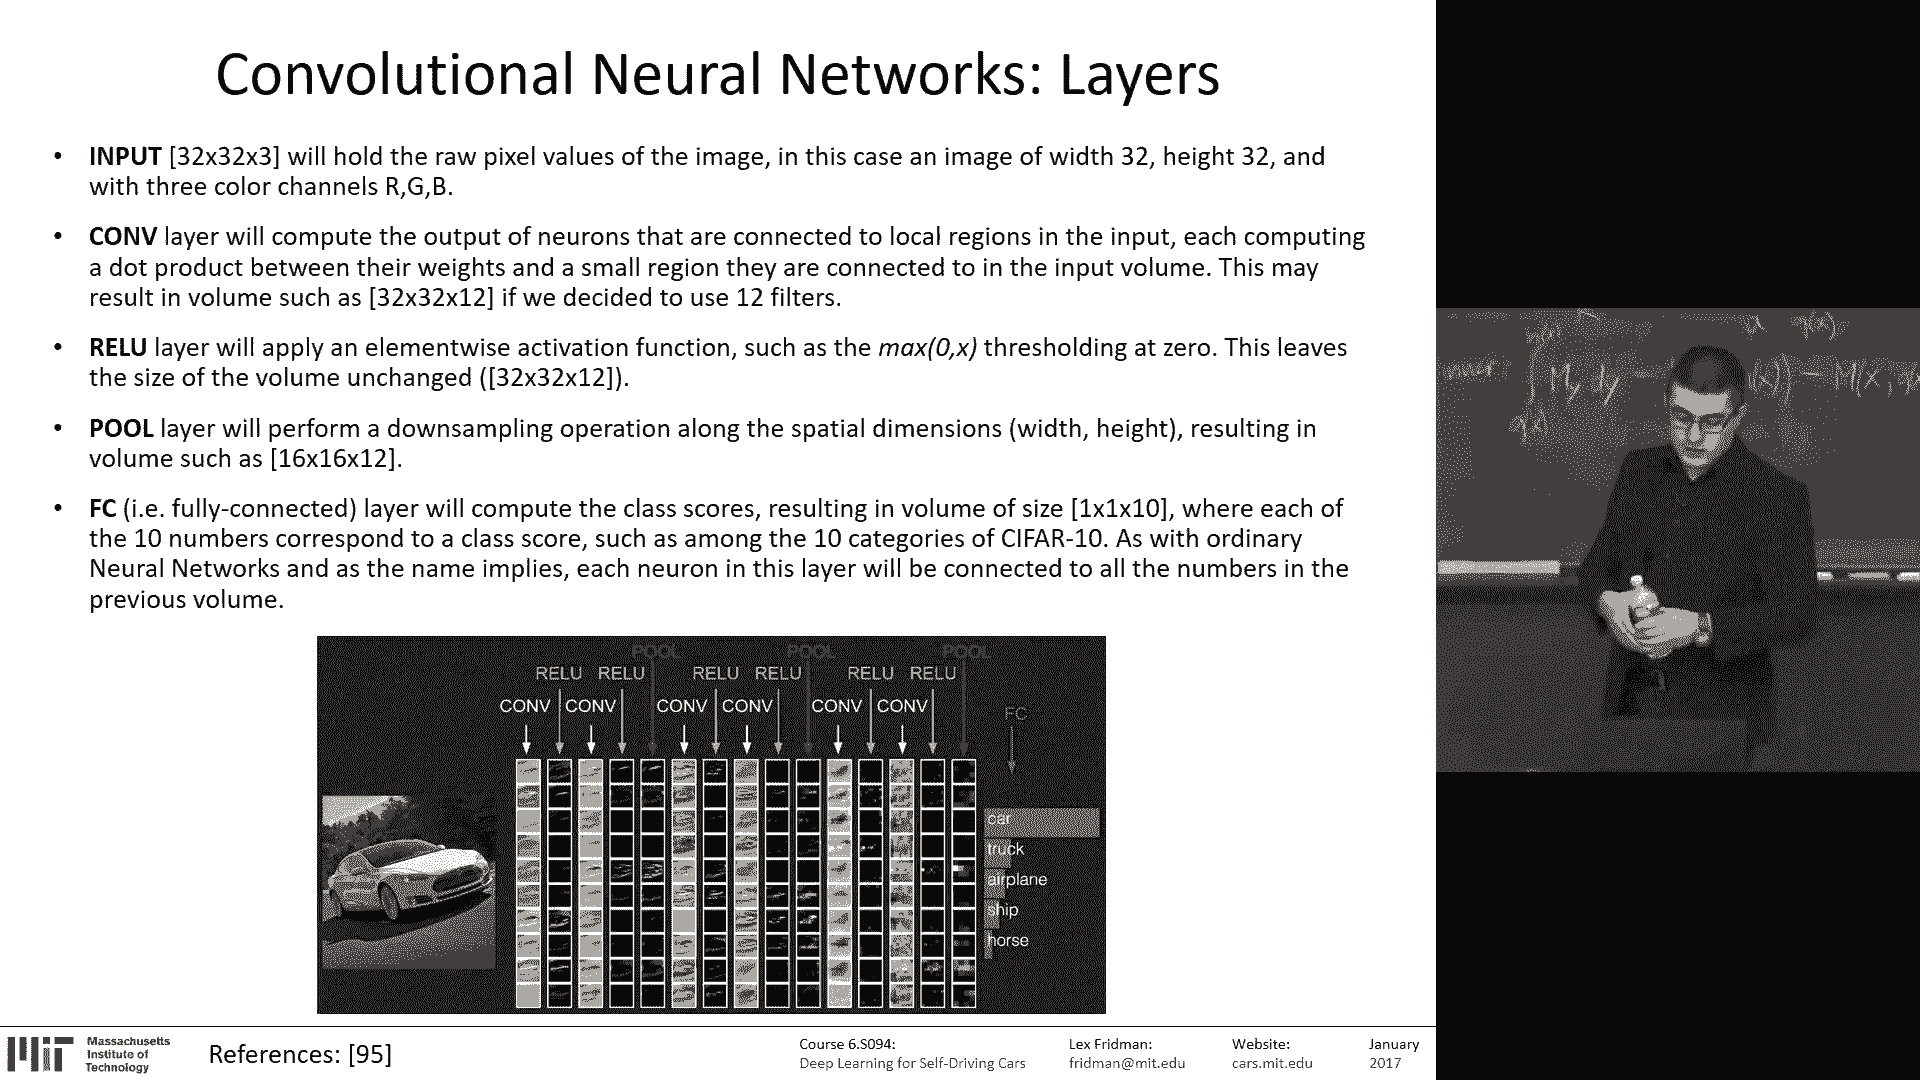 Convolutional Neural Networks: Layers
• INPUT [32x32x3] will hold the raw pixel values of the image, in this case an image of width 32, height 32, and
with three color channels R,G,B.
• CONV layer will compute the output of neurons that are connected to local regions in the input, each computing
a dot product between their weights and a small region they are connected to in the input volume. This may
result in volume such as [32x32x12] if we decided to use 12 filters.
• RELU layer will apply an elementwise activation function, such as the max(0,x) thresholding at zero. This leaves
the size of the volume unchanged ([32x32x12]).
• POOL layer will perform a downsampling operation along the spatial dimensions (width, height), resulting in
volume such as [16x16x12].
• FC (i.e. fully-connected) layer will compute the class scores, resulting in volume of size [1x1x10], where each of
the 10 numbers correspond to a class score, such as among the 10 categories of CIFAR-10. As with ordinary
Neural Networks and as the name implies, each neuron in this layer will be connected to all the numbers in the
previous volume.
POOL POOL POOL
RELU RELU RELU RELU RELU RELU
CONV CONV CONV CONV CONV CONV
FC
car
truck
airplane
ship
horse
MIT
Massachusetts
Institute of
Technology
References: [95]
Course 6.S094:
Deep Learning for Self-Driving Cars
Lex Fridman:
fridman@mit.edu
Website:
cars.mit.edu
January
2017